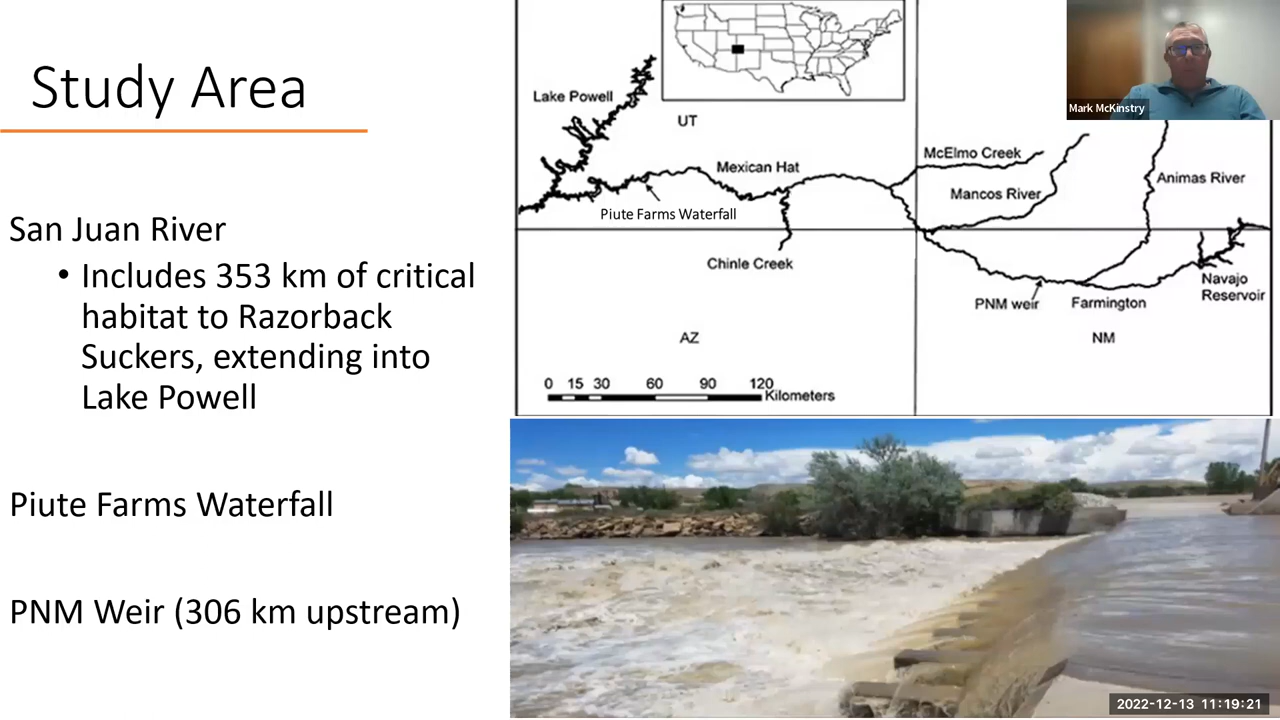 Study Area
San Juan River
• Includes 353 km of critical
habitat to Razorback
Suckers, extending into
Lake Powell
Piute Farms Waterfall
PNM Weir (306 km upstream)
Lake Powell
UT
Mexican Hat
McElmo Creek
Mancos River
Animas River
Piute Farms Waterfall
Chinle Creek
PNM weir
Farmington
Navajo
Reservoir
AZ
NM
0 15 30 60 90 120
Kilometers
Mark McKinstry
2022-12-13 11:19:21